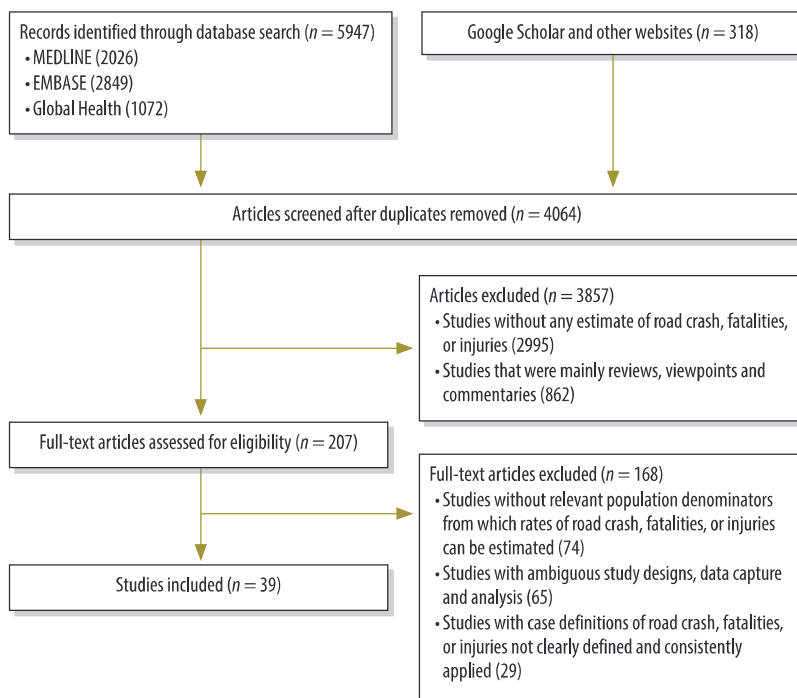 Records identified through database search (n = 5947)
• MEDLINE (2026)
• EMBASE (2849)
• Global Health (1072)
Google Scholar and other websites (n = 318)
Articles screened after duplicates removed (n = 4064)
Articles excluded (n = 3857)
• Studies without any estimate of road crash, fatalities,
or injuries (2995)
• Studies that were mainly reviews, viewpoints and
commentaries (862)
Full-text articles assessed for eligibility (n = 207)
Full-text articles excluded (n = 168)
• Studies without relevant population denominators
from which rates of road crash, fatalities, or injuries
can be estimated (74)
• Studies with ambiguous study designs, data capture
and analysis (65)
• Studies with case definitions of road crash, fatalities,
or injuries not clearly defined and consistently
applied (29)
Studies included (n = 39)